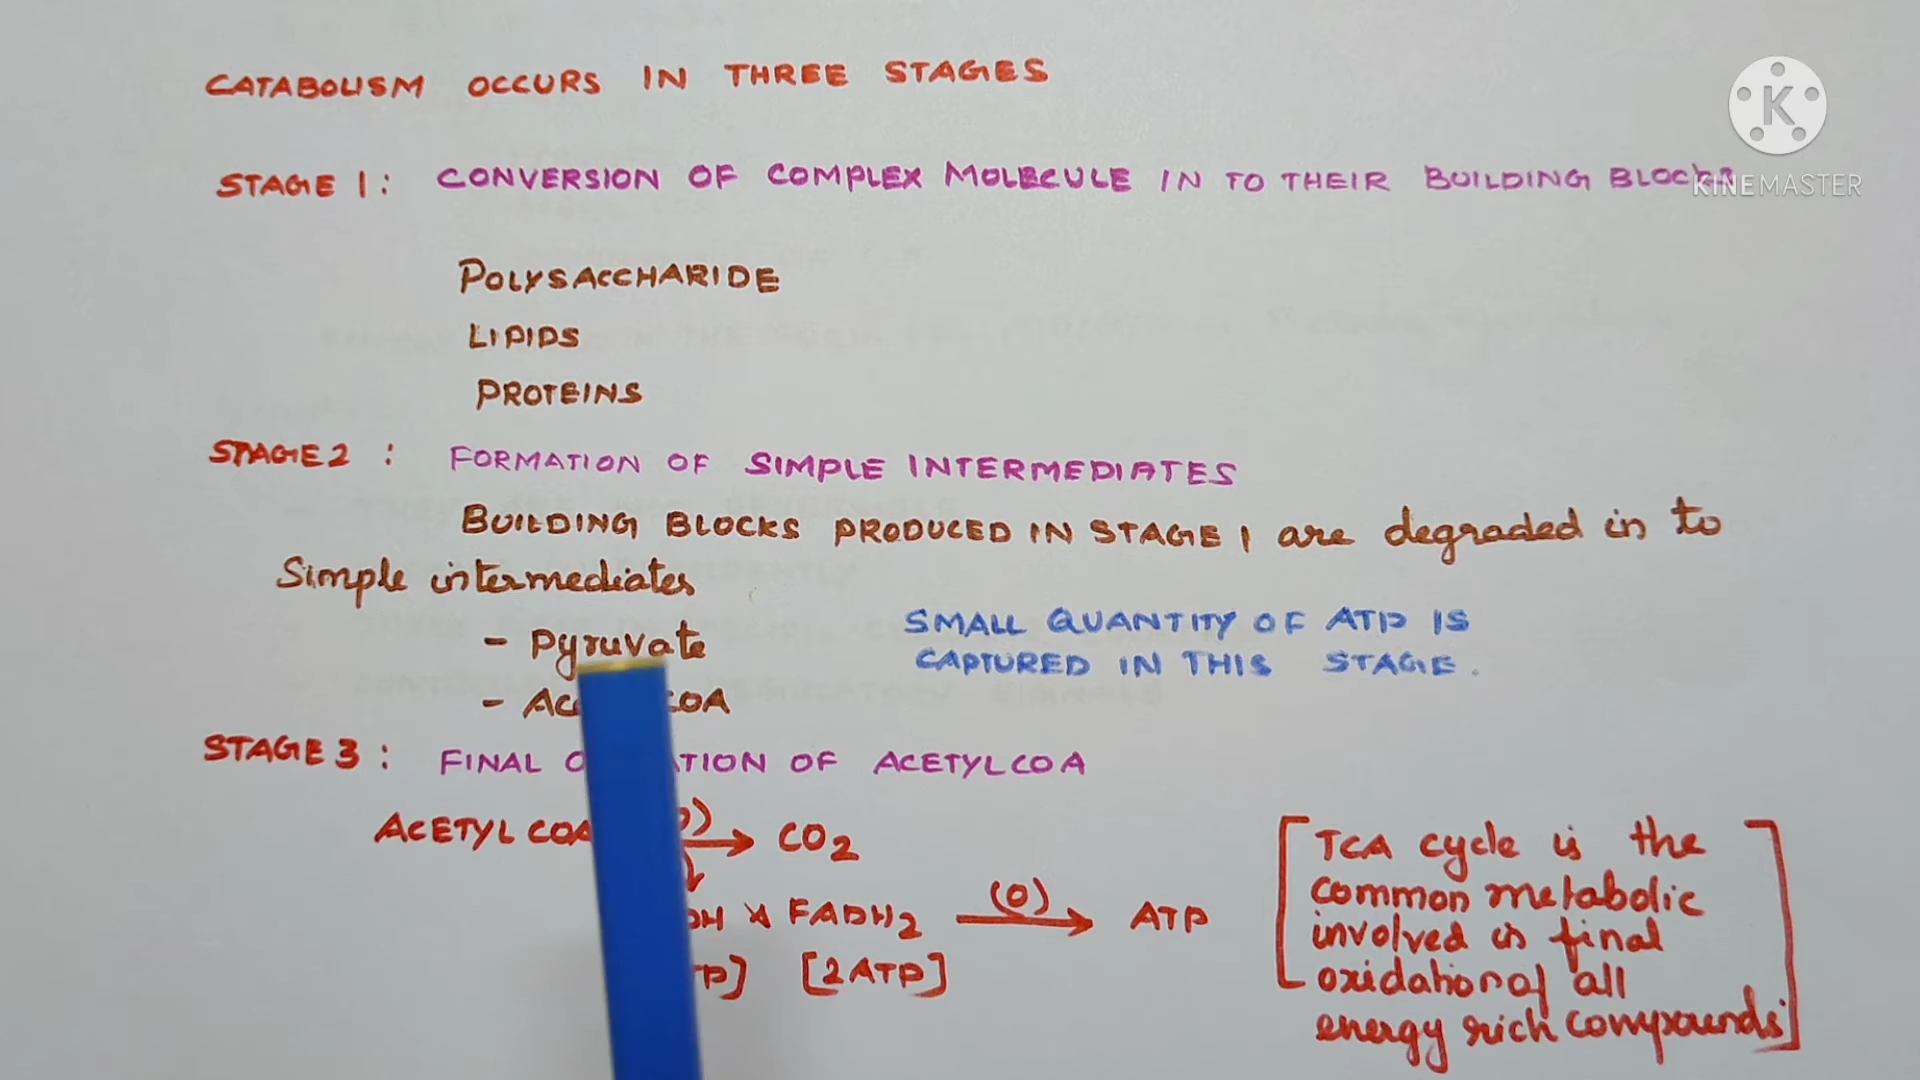 CATABOLISM OCCURS IN THREE STAGES
K
KINEMASTER
STAGE 1: CONVERSION OF COMPLEX MOLECULE IN TO THEIR BUILDING BLOCKS
POLYSACCHARIDE
LIPIDS
PROTEINS
STAGE 2 : FORMATION OF SIMPLE INTERMEDIATES
BUILDING BLOCKS PRODUCED IN STAGE 1 are degraded in to
Simple intermediates
- Pyruvate
SMALL QUANTITY OF ATP IS
CAPTURED IN THIS STAGE.
- COA
STAGE 3 : FINAL OF ACETYLCOA
ACETYL COA → CO2
& FADH2 (O) → ATP
[2ATP]
[TCA cycle is the
common metabolic
involved in final
oxidation of all
energy rich compounds]